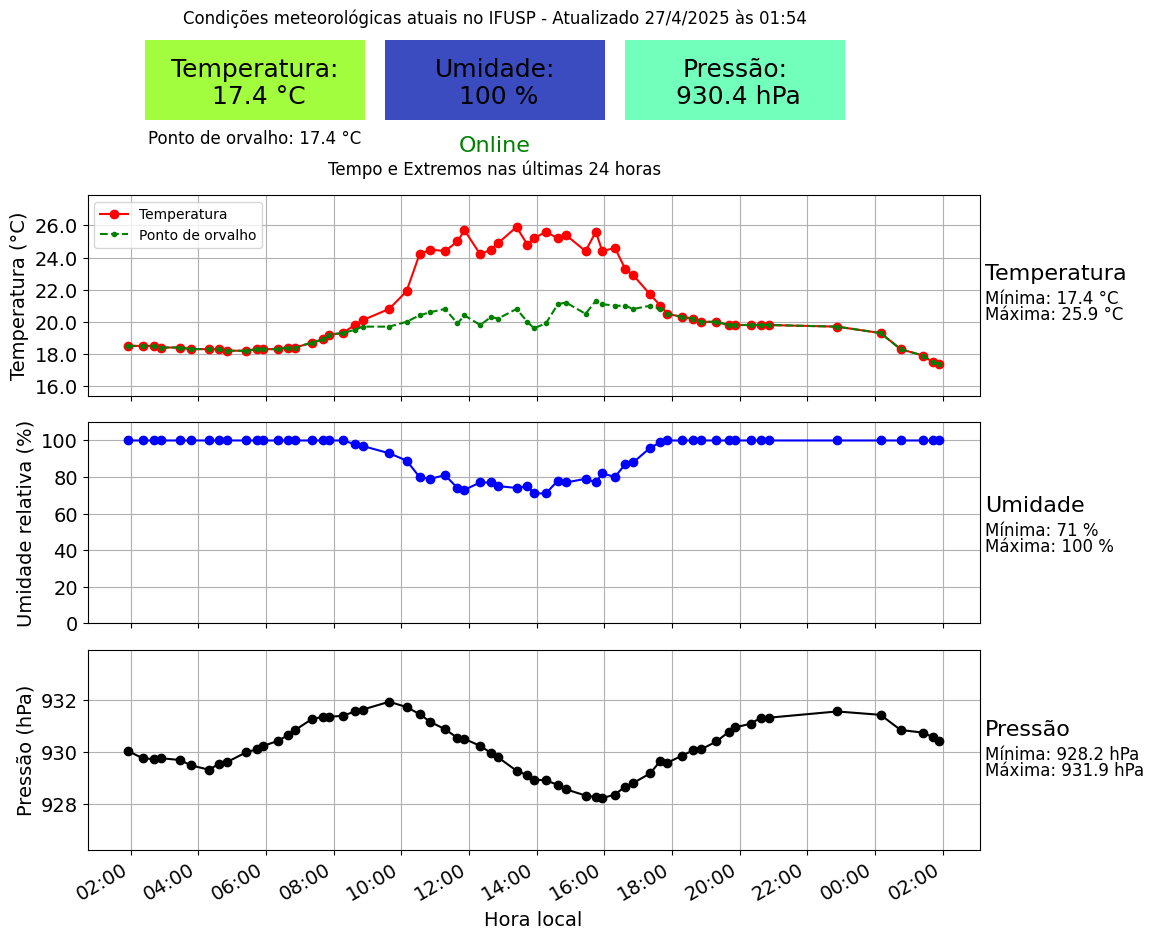 Condições meteorológicas atuais no IFUSP - Atualizado 27/4/2025 às 01:54
Temperatura:
17.4 °C
Umidade:
100 %
Pressão:
930.4 hPa
Ponto de orvalho: 17.4 °C
Online
Tempo e Extremos nas últimas 24 horas
Temperatura (°C)
26.0
24.0
22.0
20.0
18.0
16.0
Temperatura
Ponto de orvalho
Temperatura
Mínima: 17.4 °C
Máxima: 25.9 °C
Umidade relativa (%)
100
80
60
40
20
0
Umidade
Mínima: 71 %
Máxima: 100 %
Pressão (hPa)
932
930
928
Pressão
Mínima: 928.2 hPa
Máxima: 931.9 hPa
02:00
04:00
06:00
08:00
10:00
12:00
14:00
16:00
18:00
20:00
22:00
00:00
02:00
Hora local